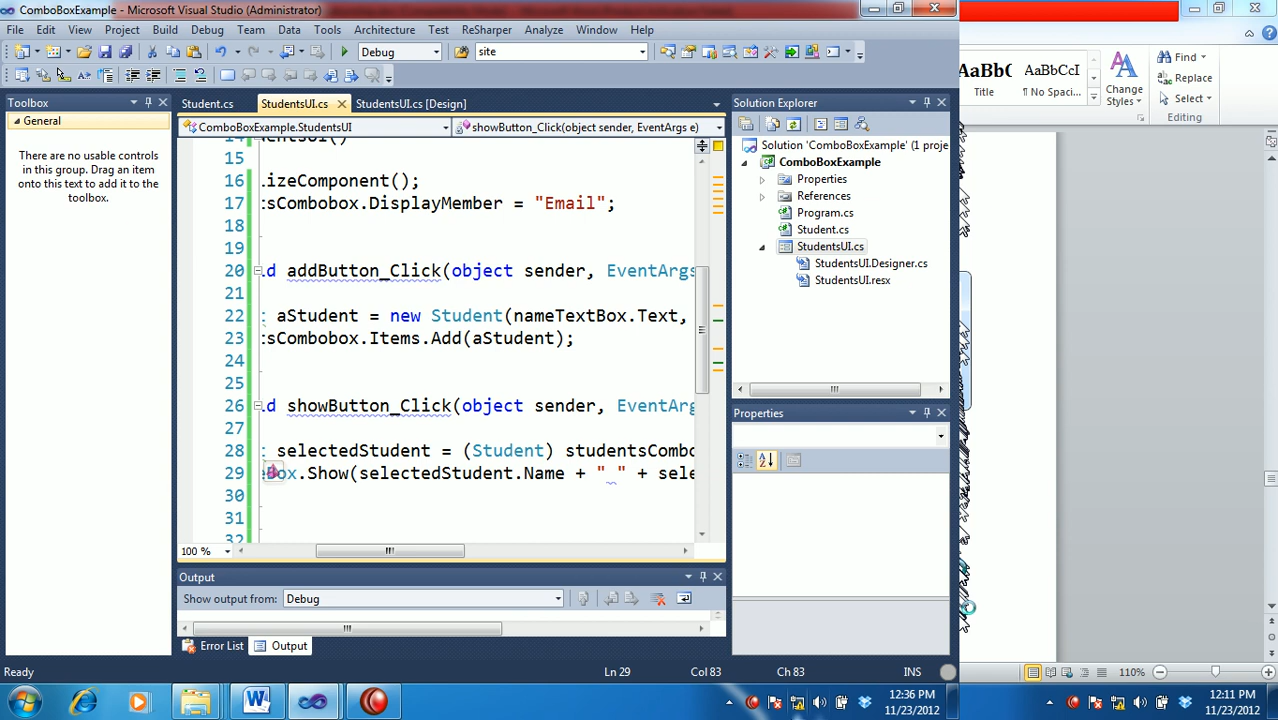 ComboBoxExample - Microsoft Visual Studio (Administrator)
File Edit View Project Build Debug Team Data Tools Architecture Test ReSharper Analyze Window Help
Debug site
Toolbox
General
There are no usable controls
in this group. Drag an item
onto this text to add it to the
toolbox.
Student.cs StudentsUI.cs StudentsUI.cs [Design]
ComboBoxExample.StudentsUI showButton_Click(object sender, EventArgs e)
15
16 izeComponent();
17 sCombobox.DisplayMember = "Email";
18
19
20 d addButton_Click(object sender, EventArgs
21
22 aStudent = new Student(nameTextBox.Text,
23 sCombobox.Items.Add(aStudent);
24
25
26 d showButton_Click(object sender, EventArg
27
28 selectedStudent = (Student) studentsCombo
29 Box.Show(selectedStudent.Name + " " + sele
30
31
32
100 %
Output
Show output from: Debug
Error List Output
Ready Ln 29 Col 83 Ch 83 INS
Solution Explorer
Solution 'ComboBoxExample' (1 proje
ComboBoxExample
Properties
References
Program.cs
Student.cs
StudentsUI.cs
StudentsUI.Designer.cs
StudentsUI.resx
Properties
AaBbC AaBbCcI
Title ¶ No Spaci...
Change
Styles
Find
Replace
Select
Editing
110%
12:36 PM
11/23/2012
12:11 PM
11/23/2012